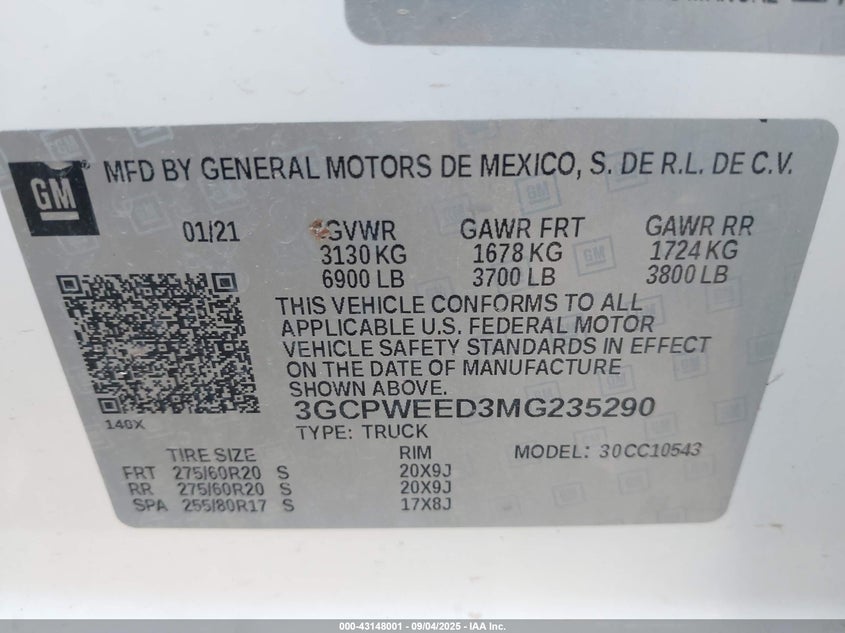 MANUAL
GM
MFD BY GENERAL MOTORS DE MEXICO, S. DE R.L. DE C.V.
01/21 GVWR GAWR FRT GAWR RR
3130 KG 1678 KG 1724 KG
6900 LB 3700 LB 3800 LB
THIS VEHICLE CONFORMS TO ALL
APPLICABLE U.S. FEDERAL MOTOR
VEHICLE SAFETY STANDARDS IN EFFECT
ON THE DATE OF MANUFACTURE
SHOWN ABOVE.
3GCPWEED3MG235290
140X
TYPE: TRUCK
TIRE SIZE RIM MODEL: 30CC10543
FRT 275/60R20 S 20X9J
RR 275/60R20 S 20X9J
SPA 255/80R17 S 17X8J
000-43148001 - 09/04/2025 - IAA Inc.